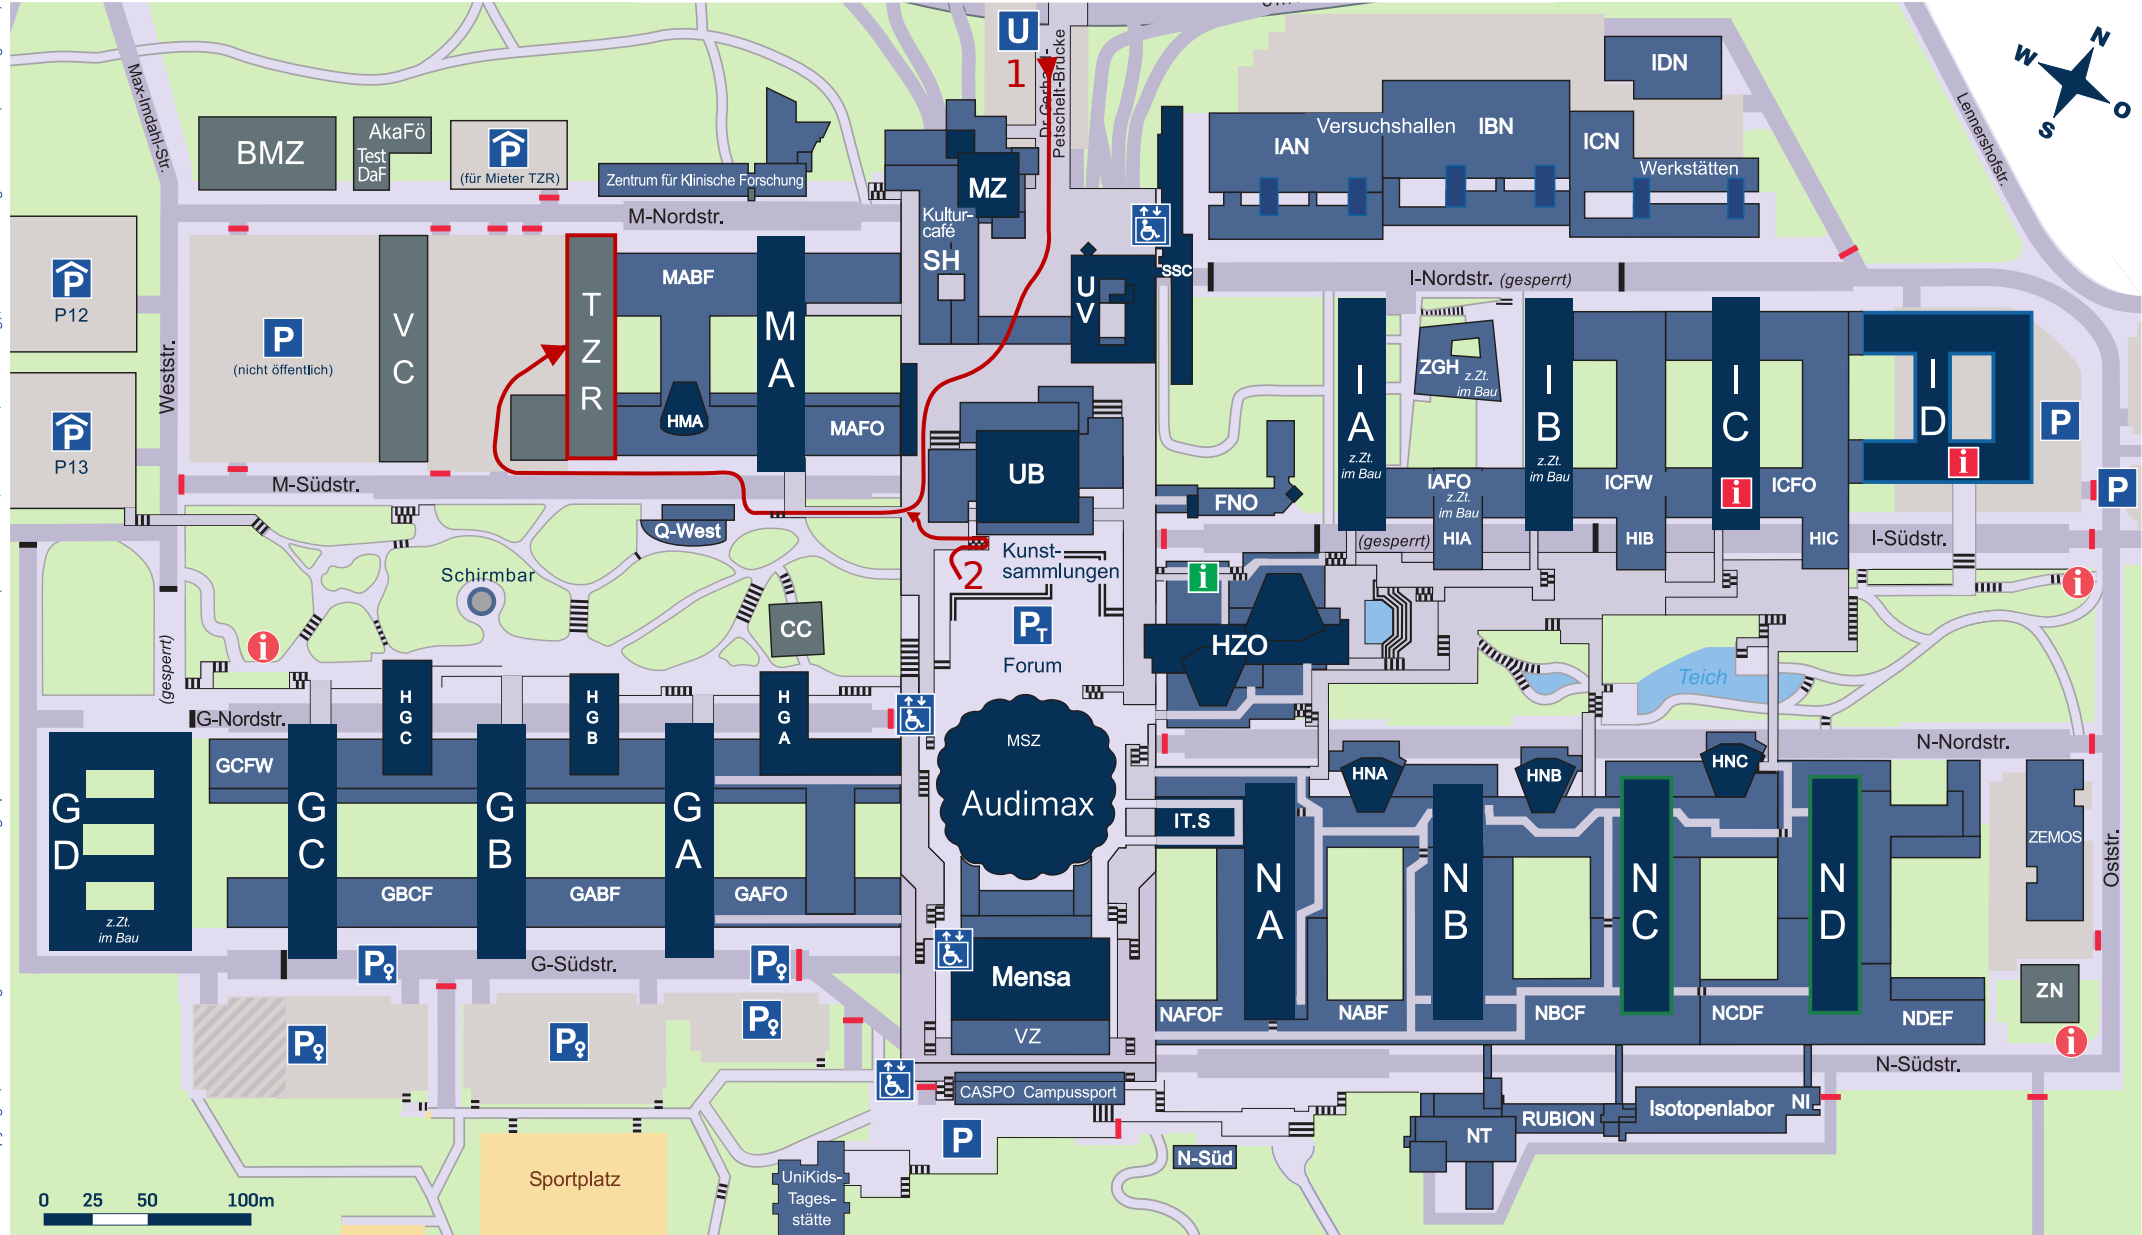 U
1
Dr.-Gerhard-
Petschelt-Brücke
Max-Imdahl-Str.
BMZ
AkaFö
Test
DaF
P
(für Mieter TZR)
Zentrum für Klinische Forschung
M-Nordstr.
MZ
Kultur-
café
SH
U
V
SSC
IAN
Versuchshallen
IBN
ICN
IDN
Werkstätten
Lennershofstr.
N
W
O
S
I-Nordstr. (gesperrt)
P
P12
P
P13
Weststr.
P
(nicht öffentlich)
V
C
T
Z
R
MABF
M
A
HMA
MAFO
UB
FNO
I
A
z.Zt.
im Bau
ZGH
z.Zt.
im Bau
I
B
z.Zt.
im Bau
I
C
i
I
D
i
P
P
IAFO
z.Zt.
im Bau
ICFW
ICFO
HIA
HIB
HIC
(gesperrt)
I-Südstr.
M-Südstr.
Q-West
Schirmbar
CC
2
Kunst-
sammlungen
PT
Forum
i
HZO
i
i
Teich
(gesperrt)
G-Nordstr.
H
G
C
H
G
B
H
G
A
MSZ
Audimax
N-Nordstr.
HNA
HNB
HNC
GCFW
G
D
z.Zt.
im Bau
G
C
G
B
G
A
GBCF
GABF
GAFO
IT.S
N
A
N
B
N
C
N
D
ZEMOS
Oststr.
ZN
i
NAFOF
NABF
NBCF
NCDF
NDEF
Mensa
VZ
G-Südstr.
P
P
P
P
P
N-Südstr.
CASPO Campussport
P
N-Süd
NT
RUBION
Isotopenlabor
NI
UniKids-
Tages-
stätte
Sportplatz
0 25 50 100m